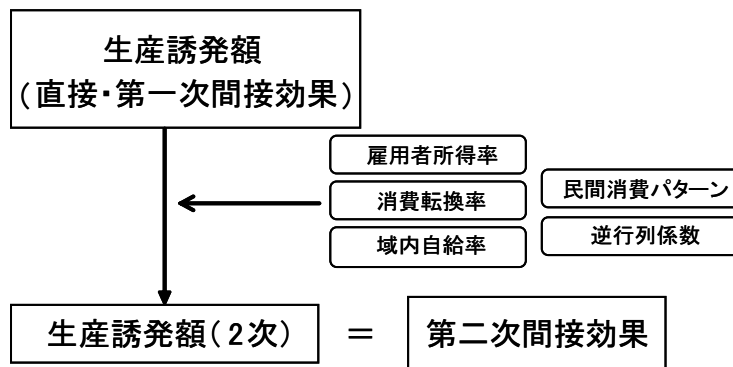 生産誘発額
(直接・第一次間接効果)
雇用者所得率
民間消費パターン
消費転換率
逆行列係数
域内自給率
生産誘発額(2次) = 第二次間接効果